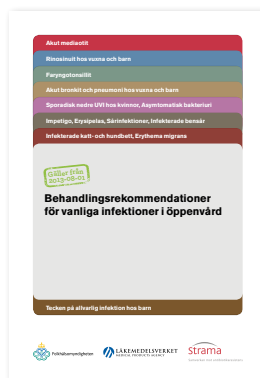 Akut mediaotit
Rinosinuit hos vuxna och barn
Faryngotonsillit
Akut bronkit och pneumoni hos vuxna och barn
Sporadisk nedre UVI hos kvinnor, Asymtomatisk bakteriuri
Impetigo, Erysipelas, Sårinfektioner, Infekterade bensår
Infekterade katt- och hundbett, Erythema migrans
Gäller från
2013-08-01
Behandlingsrekommendationer
för vanliga infektioner i öppenvård
Tecken på allvarlig infektion hos barn
Folkhälsomyndigheten
LÄKEMEDELSVERKET
MEDICAL PRODUCTS AGENCY
Strama